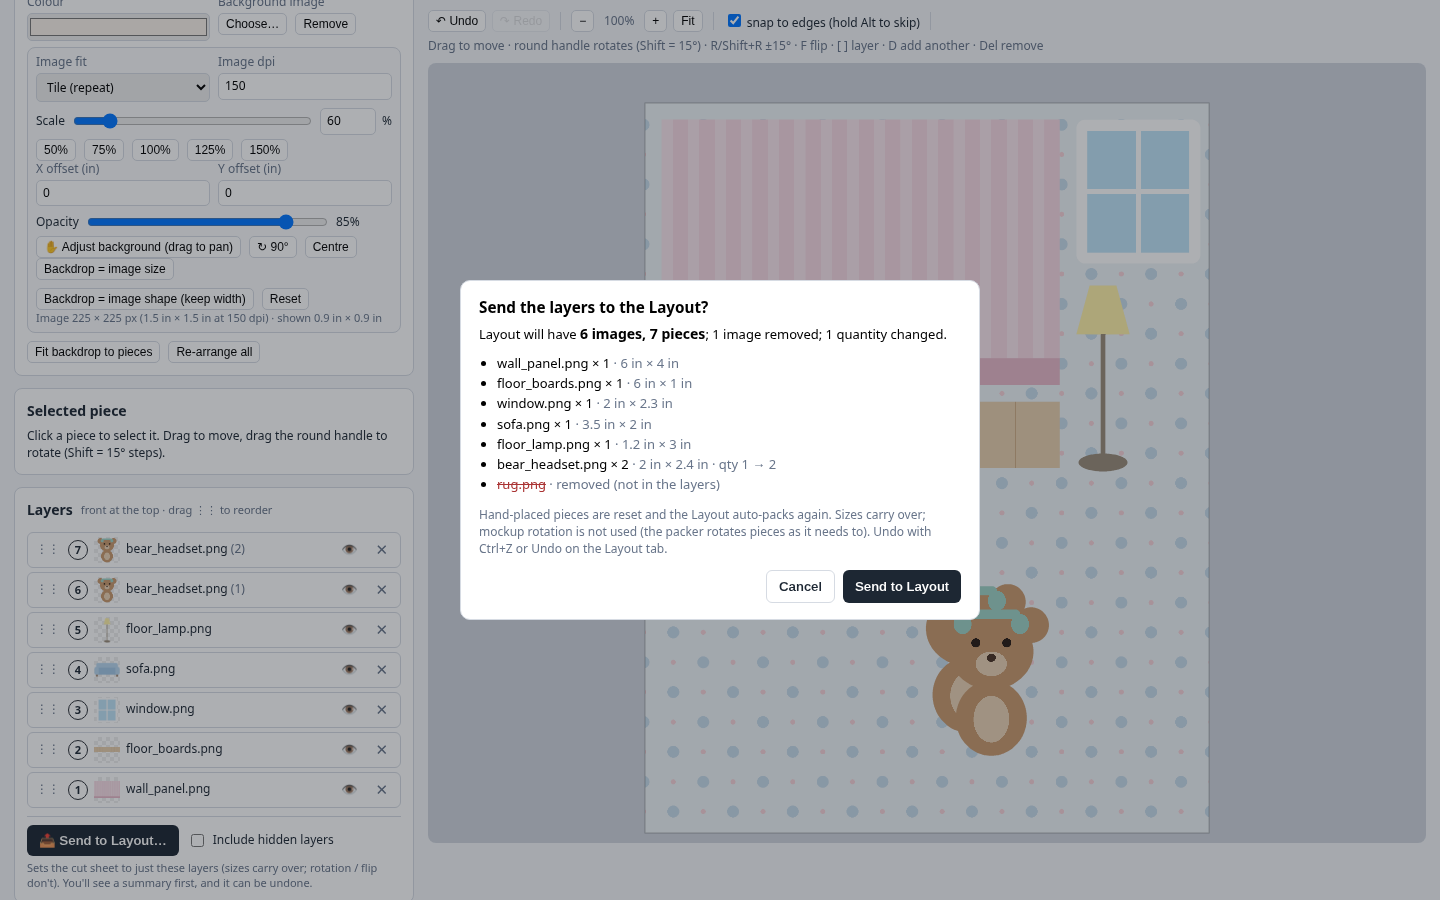 Colour
Background image
Choose…
Remove
Image fit
Image dpi
Tile (repeat)
150
Scale
60
%
50%
75%
100%
125%
150%
X offset (in)
Y offset (in)
0
0
Opacity
85%
✋ Adjust background (drag to pan)
↻ 90°
Centre
Backdrop = image size
Backdrop = image shape (keep width)
Reset
Image 225 × 225 px (1.5 in × 1.5 in at 150 dpi) · shown 0.9 in × 0.9 in
Fit backdrop to pieces
Re-arrange all
Selected piece
Click a piece to select it. Drag to move, drag the round handle to
rotate (Shift = 15° steps).
Layers front at the top · drag ⋮⋮ to reorder
7 bear_headset.png (2)
6 bear_headset.png (1)
5 floor_lamp.png
4 sofa.png
3 window.png
2 floor_boards.png
1 wall_panel.png
📤 Send to Layout…
Include hidden layers
Sets the cut sheet to just these layers (sizes carry over; rotation / flip
don't). You'll see a summary first, and it can be undone.
↶ Undo
↷ Redo
−
100%
+
Fit
snap to edges (hold Alt to skip)
Drag to move · round handle rotates (Shift = 15°) · R/Shift+R ±15° · F flip · [ ] layer · D add another · Del remove
Send the layers to the Layout?
Layout will have 6 images, 7 pieces; 1 image removed; 1 quantity changed.
wall_panel.png × 1 · 6 in × 4 in
floor_boards.png × 1 · 6 in × 1 in
window.png × 1 · 2 in × 2.3 in
sofa.png × 1 · 3.5 in × 2 in
floor_lamp.png × 1 · 1.2 in × 3 in
bear_headset.png × 2 · 2 in × 2.4 in · qty 1 → 2
rug.png · removed (not in the layers)
Hand-placed pieces are reset and the Layout auto-packs again. Sizes carry over;
mockup rotation is not used (the packer rotates pieces as it needs to). Undo with
Ctrl+Z or Undo on the Layout tab.
Cancel
Send to Layout